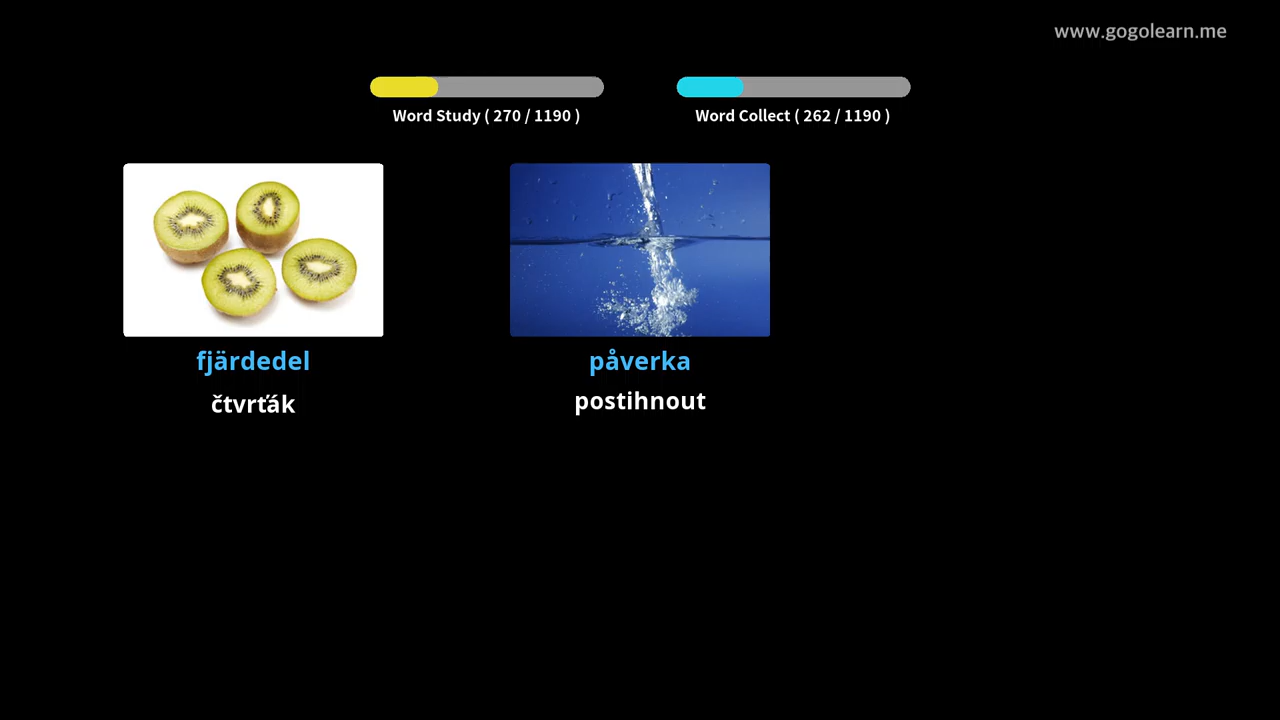 www.gogolearn.me
Word Study ( 270 / 1190 )
Word Collect ( 262 / 1190 )
fjärdedel
čtvrťák
påverka
postihnout